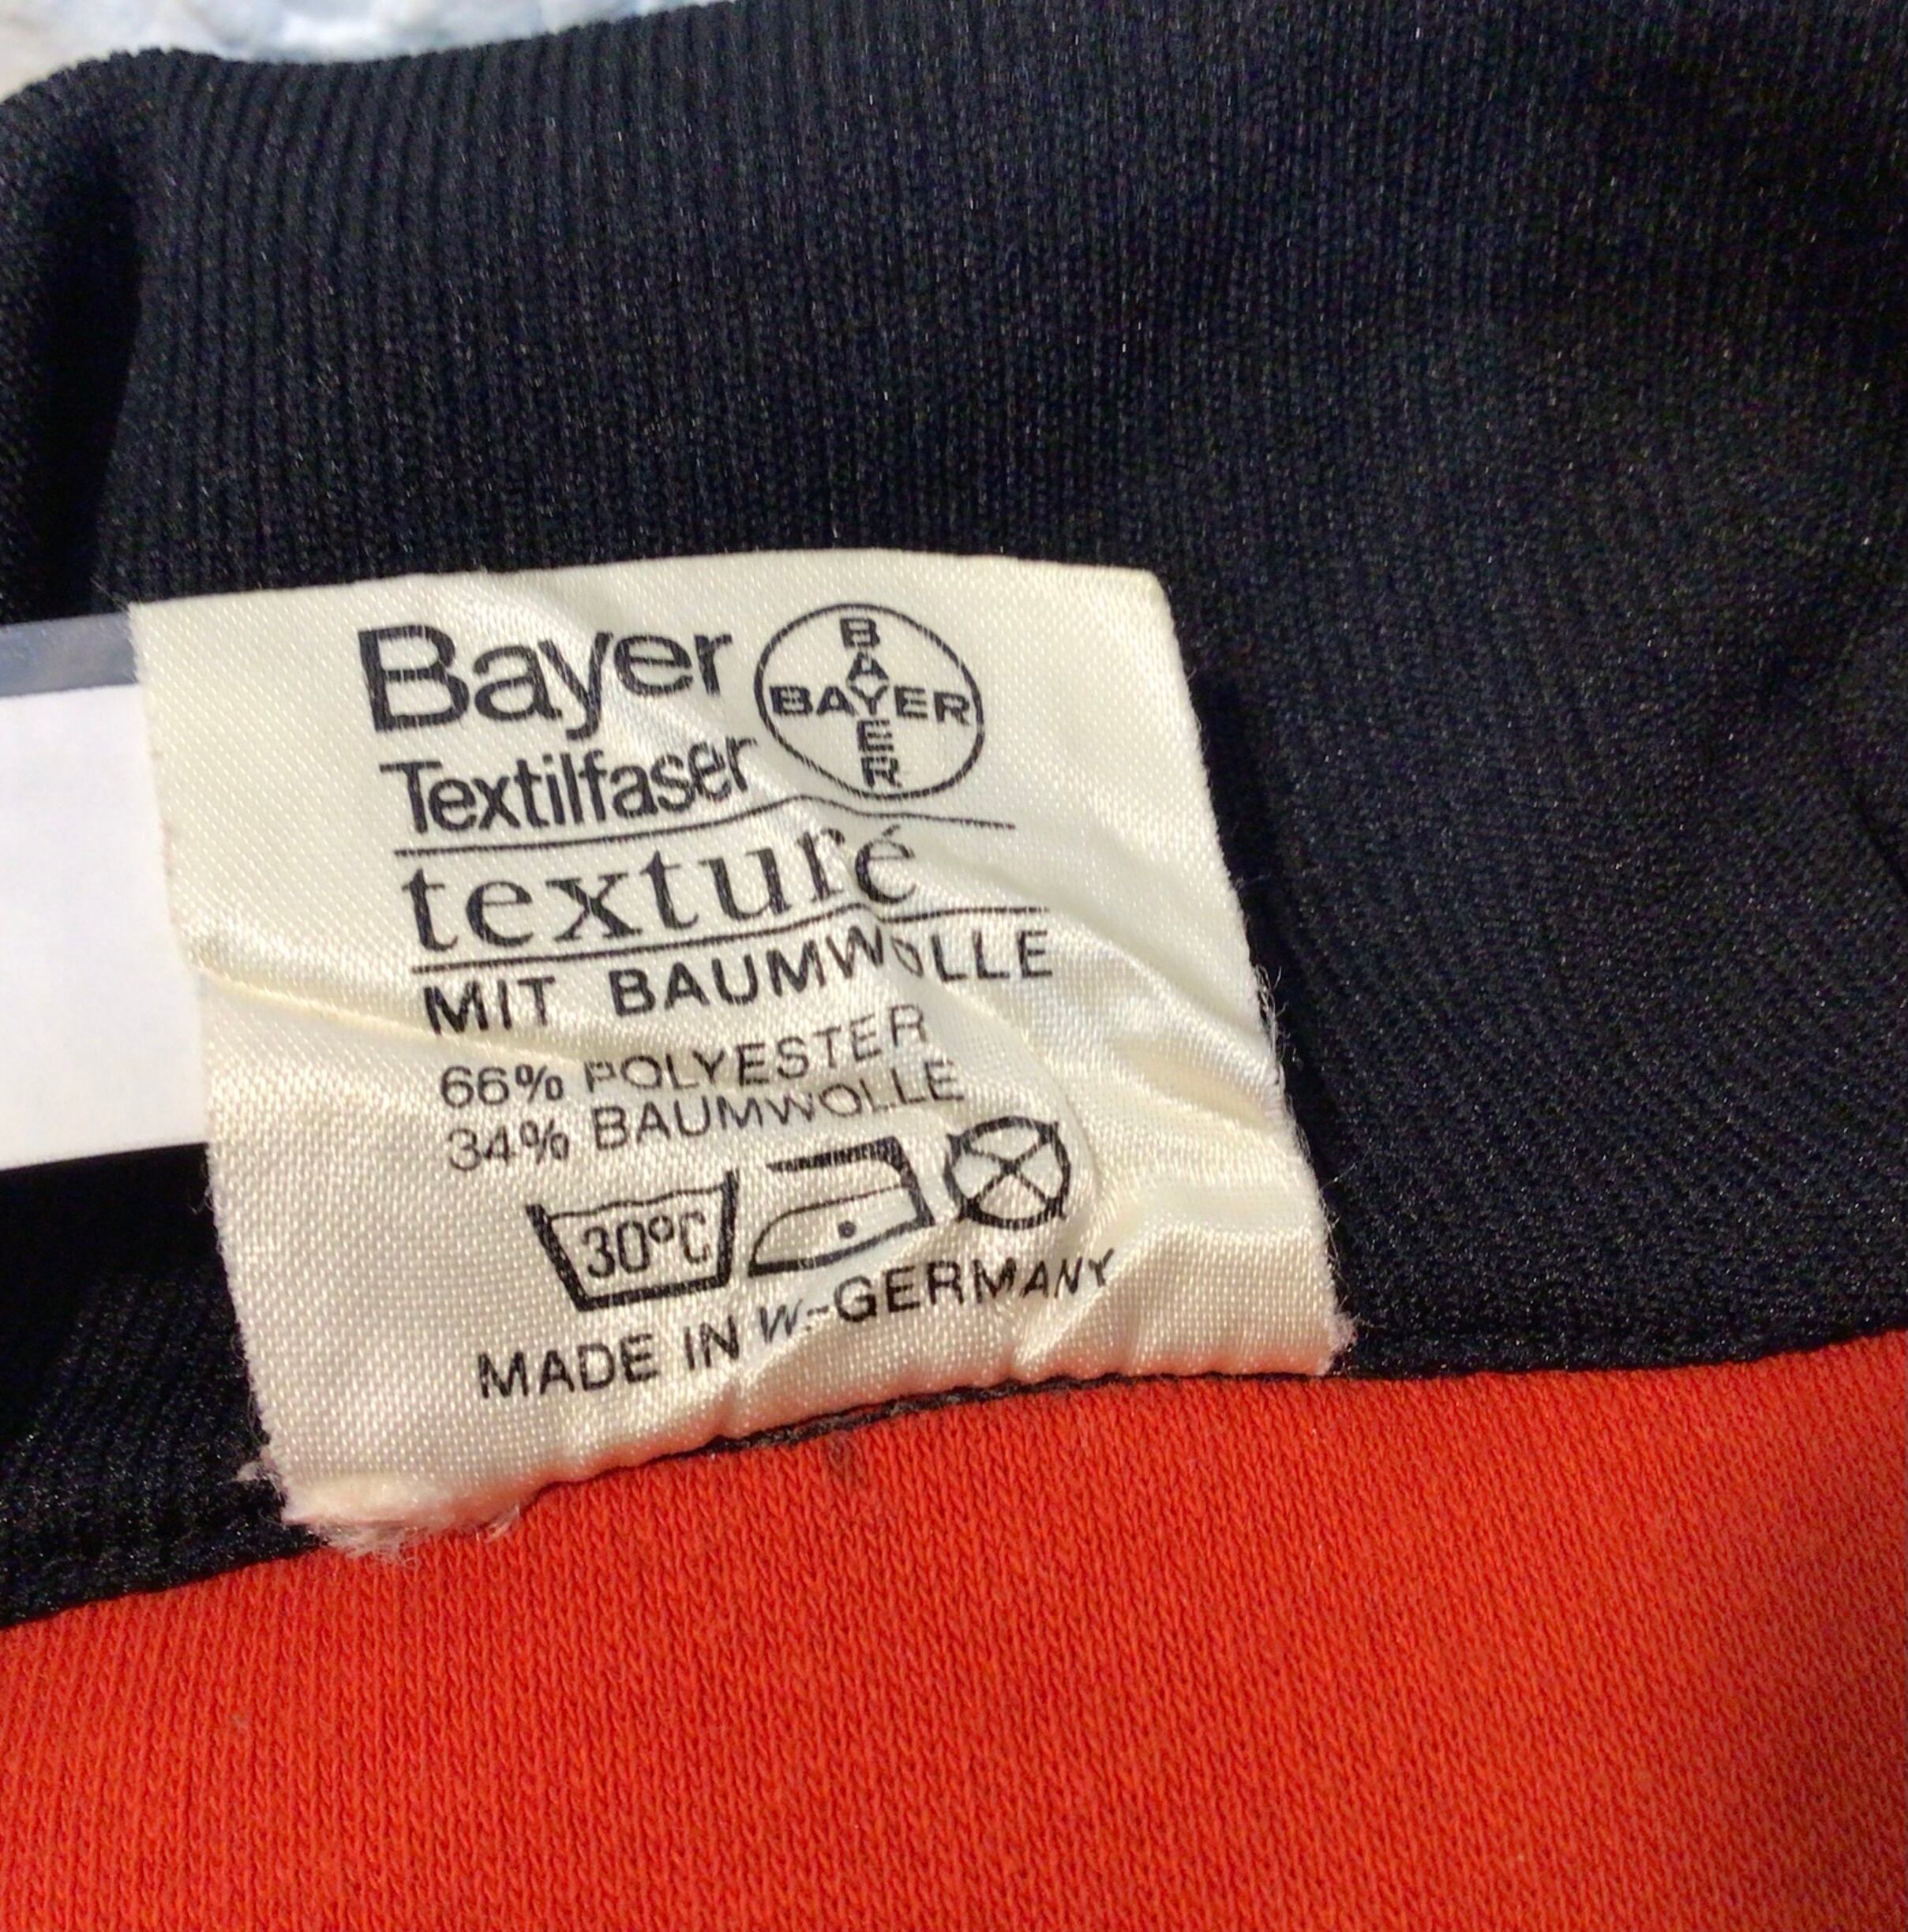 Bayer
BAYER
BAYER
Textilfaser
texturé
MIT BAUMWOLLE
66% POLYESTER
34% BAUMWOLLE
30°C
MADE IN W.-GERMANY